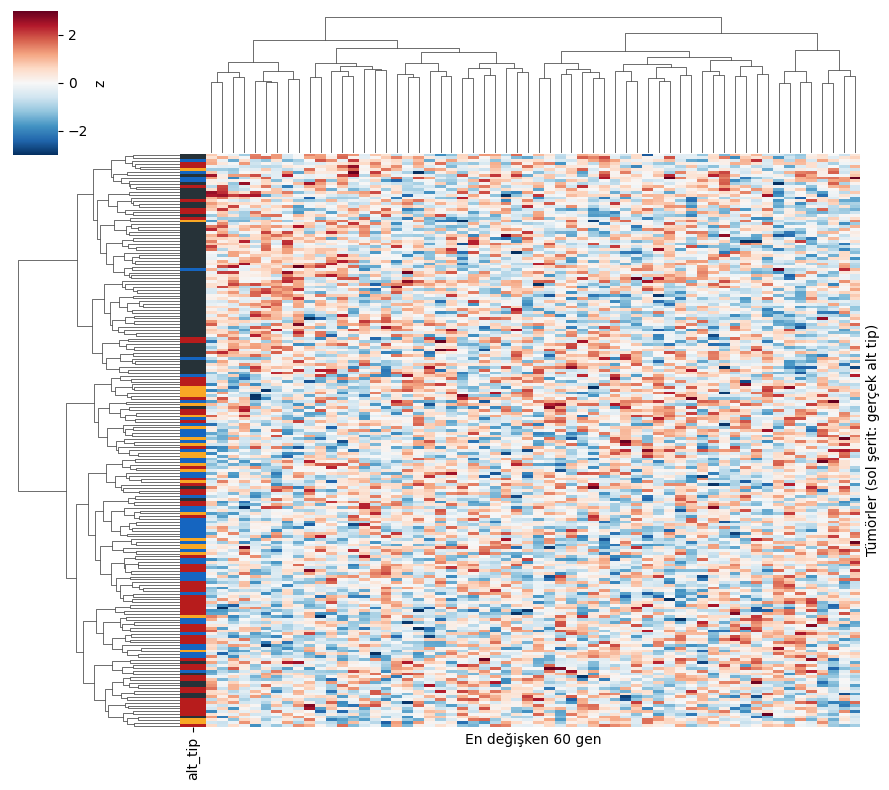 2
0
−2
z
Tümörler (sol şerit: gerçek alt tip)
En değişken 60 gen
alt_tip